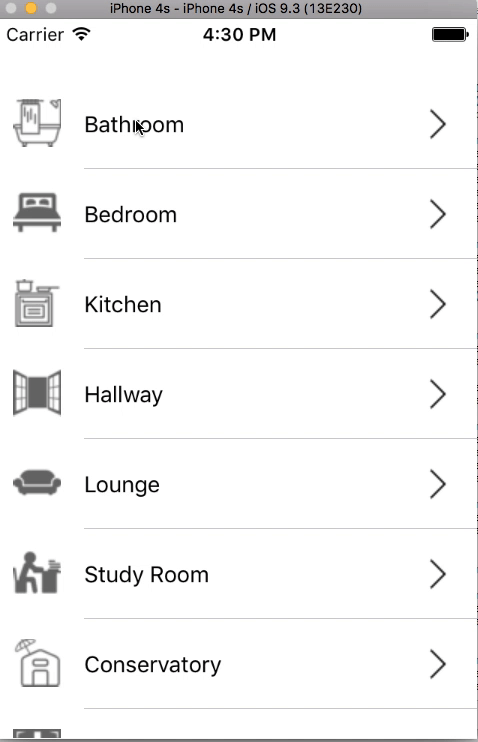 iPhone 4s - iPhone 4s / iOS 9.3 (13E230)
Carrier 4:30 PM
Bathroom
Bedroom
Kitchen
Hallway
Lounge
Study Room
Conservatory